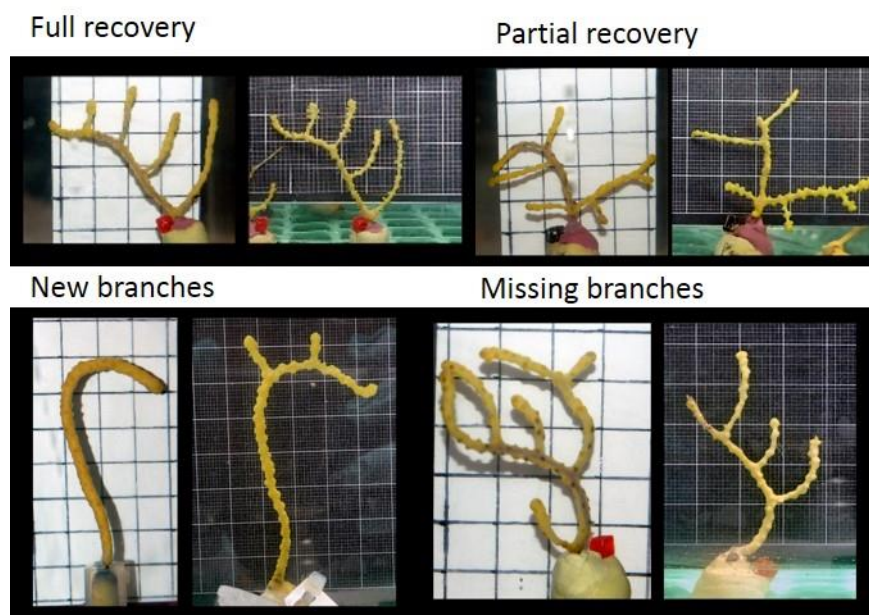 Full recovery
Partial recovery
New branches
Missing branches